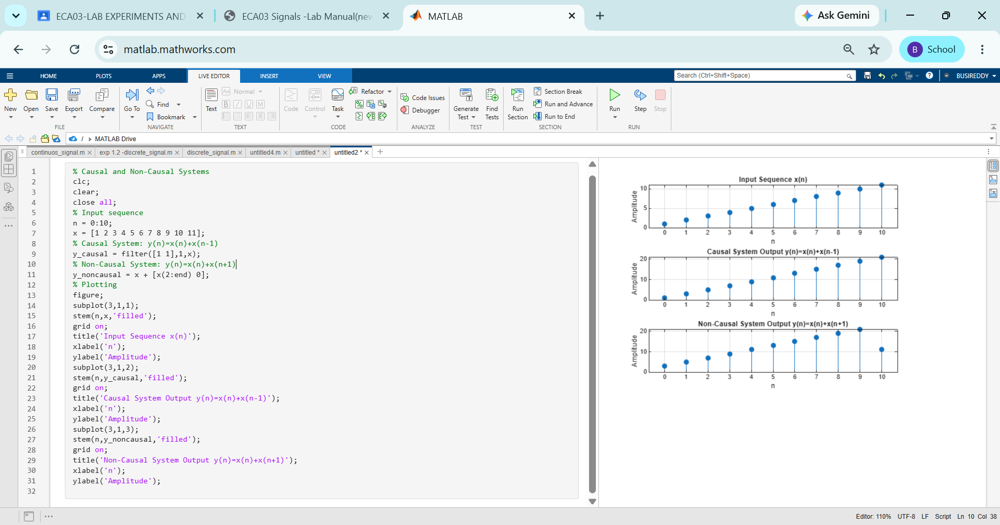 ECA03-LAB EXPERIMENTS AND
ECA03 Signals -Lab Manual(new
MATLAB
Ask Gemini
matlab.mathworks.com
B School
HOME PLOTS APPS LIVE EDITOR INSERT VIEW
Search (Ctrl+Shift+Space)
BUSIREDDY
New Open Save Export Compare
FILE
Go To Find Bookmark
NAVIGATE
Text Aa Normal
B I U M
TEXT
Code Control Task Refactor
CODE
Code Issues
Debugger
ANALYZE
Generate Test Find Tests
TEST
Run Section
Section Break
Run and Advance
Run to End
SECTION
Run Step Stop
RUN
/ › MATLAB Drive
continuos_signal.m exp 1.2 -discrete_signal.m discrete_signal.m untitled4.m untitled * untitled2 *
1 % Causal and Non-Causal Systems
2 clc;
3 clear;
4 close all;
5 % Input sequence
6 n = 0:10;
7 x = [1 2 3 4 5 6 7 8 9 10 11];
8 % Causal System: y(n)=x(n)+x(n-1)
9 y_causal = filter([1 1],1,x);
10 % Non-Causal System: y(n)=x(n)+x(n+1)
11 y_noncausal = x + [x(2:end) 0];
12 % Plotting
13 figure;
14 subplot(3,1,1);
15 stem(n,x,'filled');
16 grid on;
17 title('Input Sequence x(n)');
18 xlabel('n');
19 ylabel('Amplitude');
20 subplot(3,1,2);
21 stem(n,y_causal,'filled');
22 grid on;
23 title('Causal System Output y(n)=x(n)+x(n-1)');
24 xlabel('n');
25 ylabel('Amplitude');
26 subplot(3,1,3);
27 stem(n,y_noncausal,'filled');
28 grid on;
29 title('Non-Causal System Output y(n)=x(n)+x(n+1)');
30 xlabel('n');
31 ylabel('Amplitude');
32
Input Sequence x(n)
Amplitude
10
5
0
0 1 2 3 4 5 6 7 8 9 10
n
Causal System Output y(n)=x(n)+x(n-1)
Amplitude
20
10
0
0 1 2 3 4 5 6 7 8 9 10
n
Non-Causal System Output y(n)=x(n)+x(n+1)
Amplitude
20
10
0
0 1 2 3 4 5 6 7 8 9 10
n
Editor: 110% UTF-8 LF Script Ln 10 Col 38